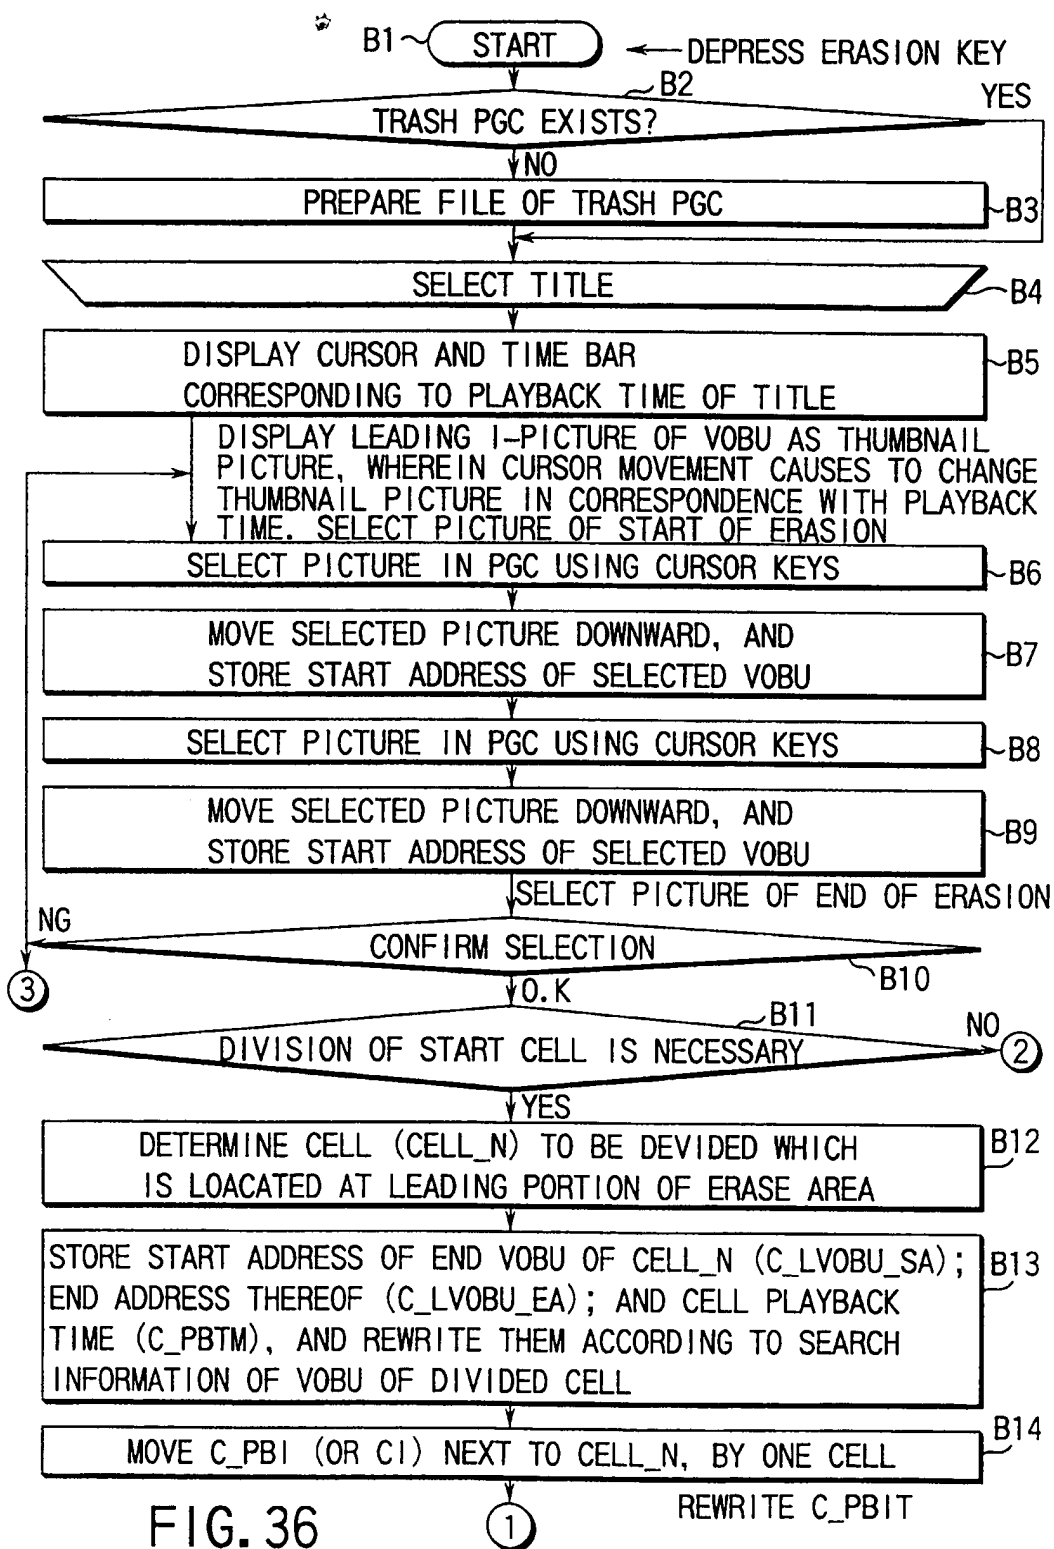 B1
START
DEPRESS ERASION KEY
B2
TRASH PGC EXISTS?
YES
NO
PREPARE FILE OF TRASH PGC
B3
SELECT TITLE
B4
DISPLAY CURSOR AND TIME BAR
CORRESPONDING TO PLAYBACK TIME OF TITLE
B5
DISPLAY LEADING I-PICTURE OF VOBU AS THUMBNAIL
PICTURE, WHEREIN CURSOR MOVEMENT CAUSES TO CHANGE
THUMBNAIL PICTURE IN CORRESPONDENCE WITH PLAYBACK
TIME. SELECT PICTURE OF START OF ERASION
SELECT PICTURE IN PGC USING CURSOR KEYS
B6
MOVE SELECTED PICTURE DOWNWARD, AND
STORE START ADDRESS OF SELECTED VOBU
B7
SELECT PICTURE IN PGC USING CURSOR KEYS
B8
MOVE SELECTED PICTURE DOWNWARD, AND
STORE START ADDRESS OF SELECTED VOBU
B9
SELECT PICTURE OF END OF ERASION
NG
CONFIRM SELECTION
B10
3
O.K
B11
DIVISION OF START CELL IS NECESSARY
NO
2
YES
DETERMINE CELL (CELL_N) TO BE DEVIDED WHICH
IS LOACATED AT LEADING PORTION OF ERASE AREA
B12
STORE START ADDRESS OF END VOBU OF CELL_N (C_LVOBU_SA);
END ADDRESS THEREOF (C_LVOBU_EA); AND CELL PLAYBACK
TIME (C_PBTM), AND REWRITE THEM ACCORDING TO SEARCH
INFORMATION OF VOBU OF DIVIDED CELL
B13
MOVE C_PBI (OR CI) NEXT TO CELL_N, BY ONE CELL
B14
REWRITE C_PBIT
1
FIG. 36